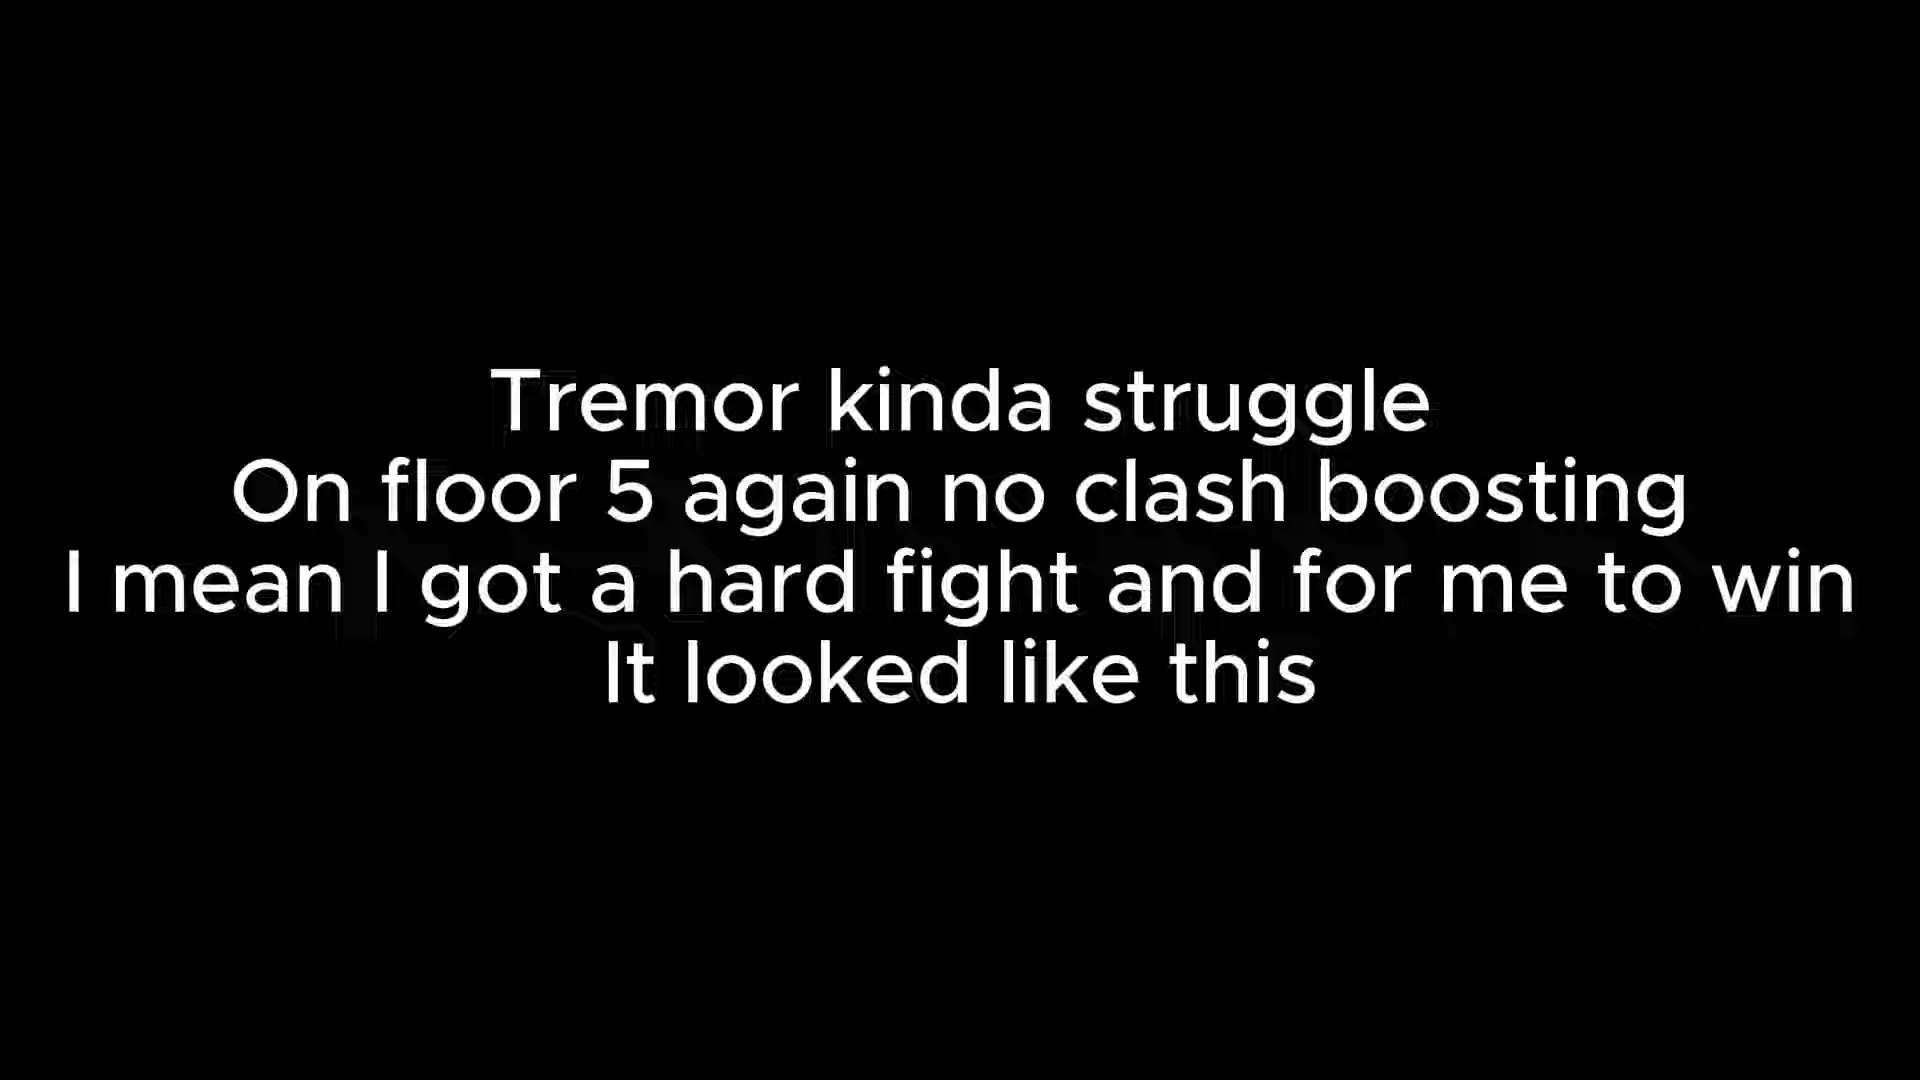 Tremor kinda struggle
On floor 5 again no clash boosting
I mean I got a hard fight and for me to win
It looked like this